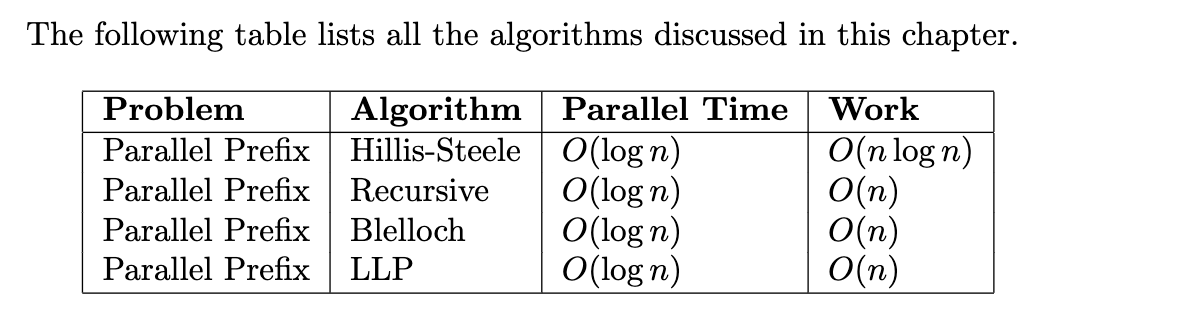 The following table lists all the algorithms discussed in this chapter.
Problem Algorithm Parallel Time Work
Parallel Prefix Hillis-Steele O(log n) O(n log n)
Parallel Prefix Recursive O(log n) O(n)
Parallel Prefix Blelloch O(log n) O(n)
Parallel Prefix LLP O(log n) O(n)